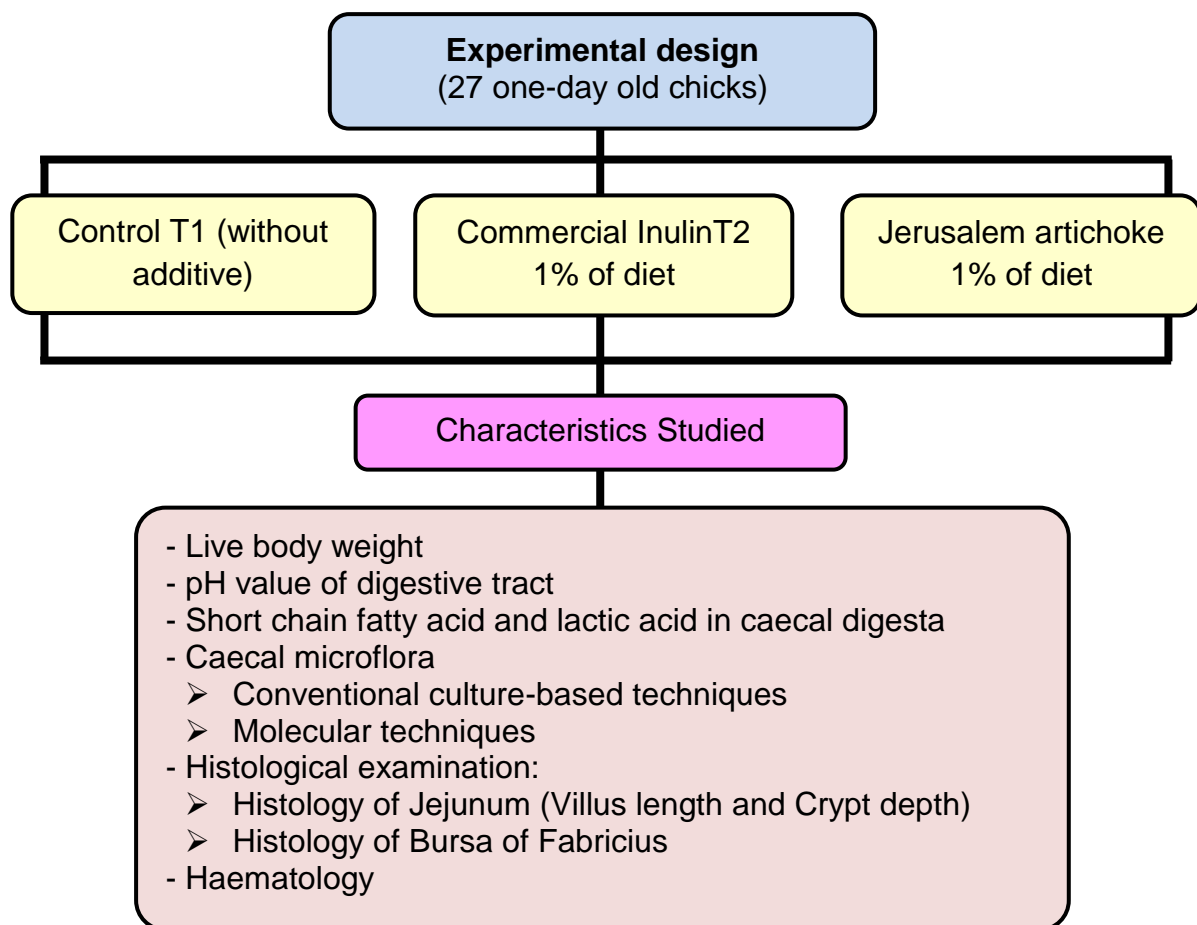 Experimental design
(27 one-day old chicks)
Control T1 (without
additive)
Commercial InulinT2
1% of diet
Jerusalem artichoke
1% of diet
Characteristics Studied
- Live body weight
- pH value of digestive tract
- Short chain fatty acid and lactic acid in caecal digesta
- Caecal microflora
➢ Conventional culture-based techniques
➢ Molecular techniques
- Histological examination:
➢ Histology of Jejunum (Villus length and Crypt depth)
➢ Histology of Bursa of Fabricius
- Haematology